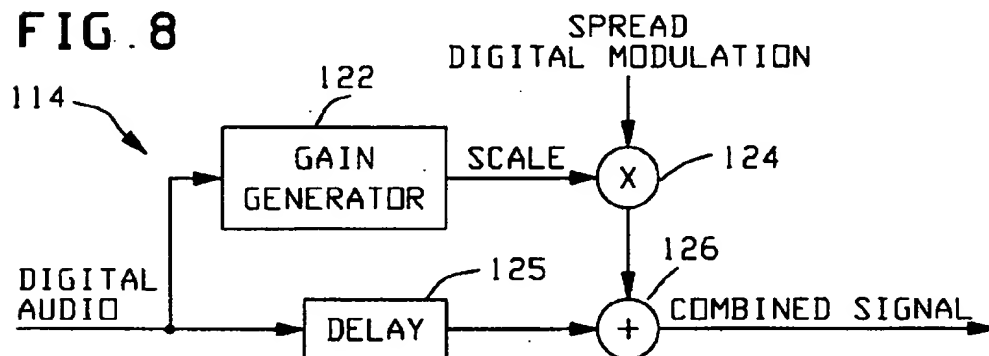 FIG. 8
SPREAD
DIGITAL MODULATION
114
122
GAIN
GENERATOR
SCALE
X
124
DIGITAL
AUDIO
125
DELAY
126
+
COMBINED SIGNAL